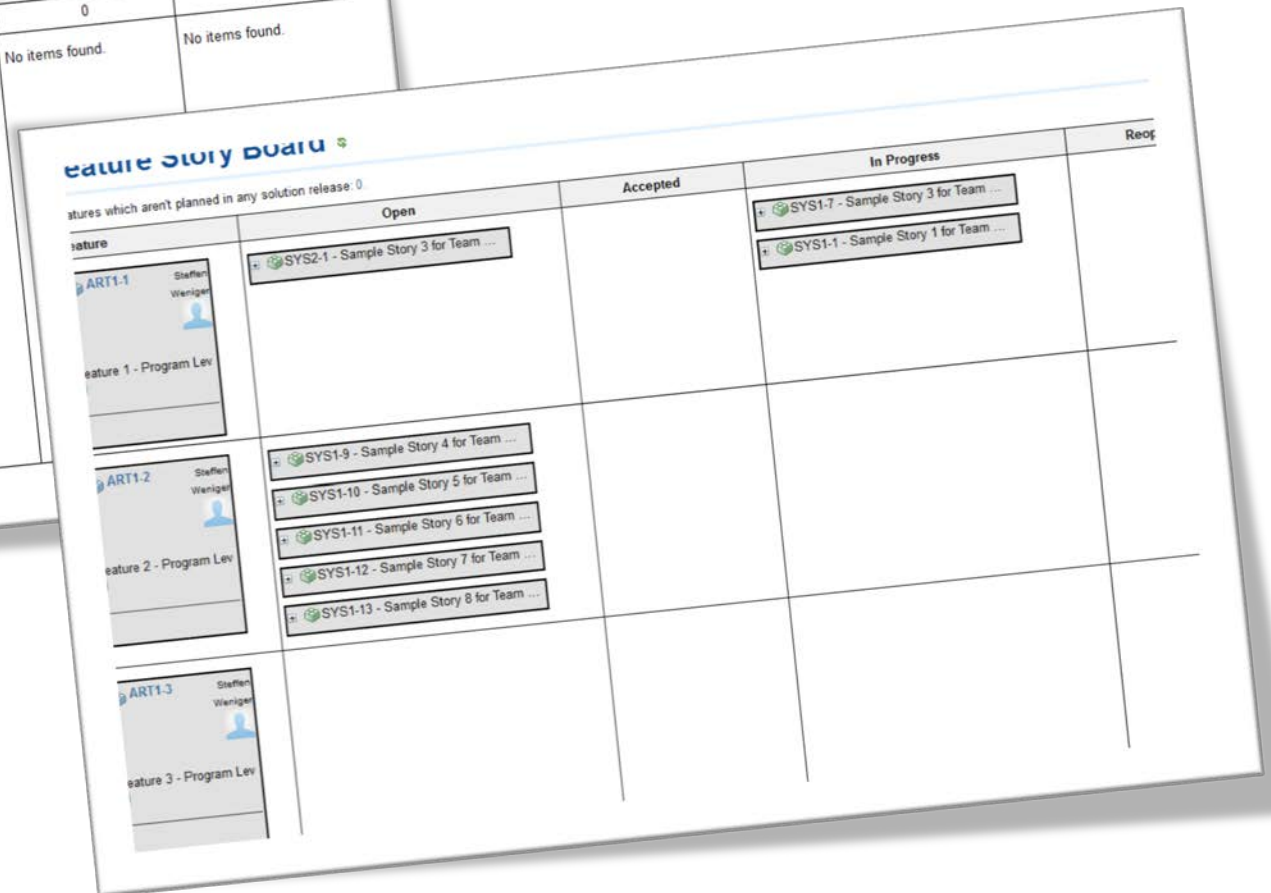 0
No items found.
No items found.
eature Story Board
atures which aren't planned in any solution release: 0.
eature
Open
Accepted
In Progress
Reop
ART1-1
Steffen
Weniger
eature 1 - Program Lev
SYS2-1 - Sample Story 3 for Team ...
SYS1-7 - Sample Story 3 for Team ...
SYS1-1 - Sample Story 1 for Team ...
ART1-2
Steffen
Weniger
eature 2 - Program Lev
SYS1-9 - Sample Story 4 for Team ...
SYS1-10 - Sample Story 5 for Team ...
SYS1-11 - Sample Story 6 for Team ...
SYS1-12 - Sample Story 7 for Team ...
SYS1-13 - Sample Story 8 for Team ...
ART1-3
Steffen
Weniger
eature 3 - Program Lev